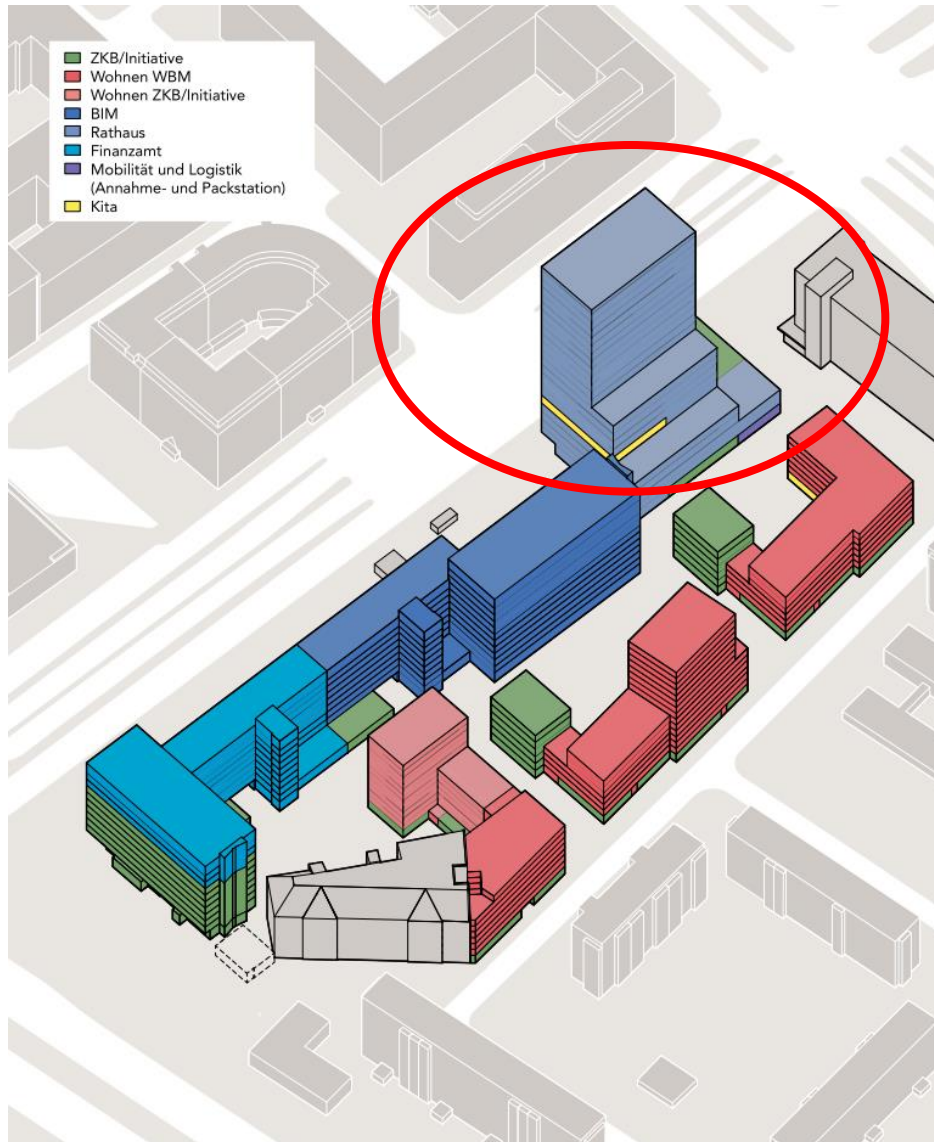 ZKB/Initiative
Wohnen WBM
Wohnen ZKB/Initiative
BIM
Rathaus
Finanzamt
Mobilität und Logistik
(Annahme- und Packstation)
Kita